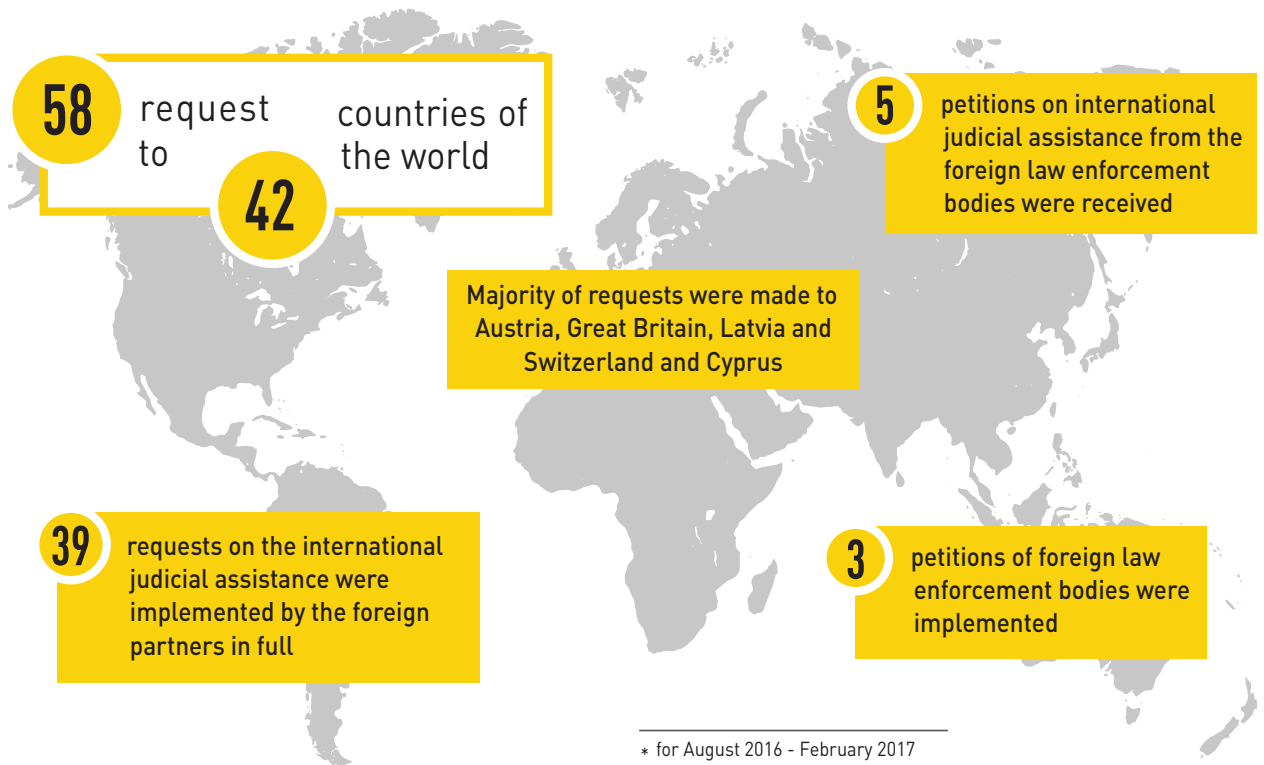 58
request
to
42
countries of
the world
5
petitions on international
judicial assistance from the
foreign law enforcement
bodies were received
Majority of requests were made to
Austria, Great Britain, Latvia and
Switzerland and Cyprus
39
requests on the international
judicial assistance were
implemented by the foreign
partners in full
3
petitions of foreign law
enforcement bodies were
implemented
* for August 2016 - February 2017